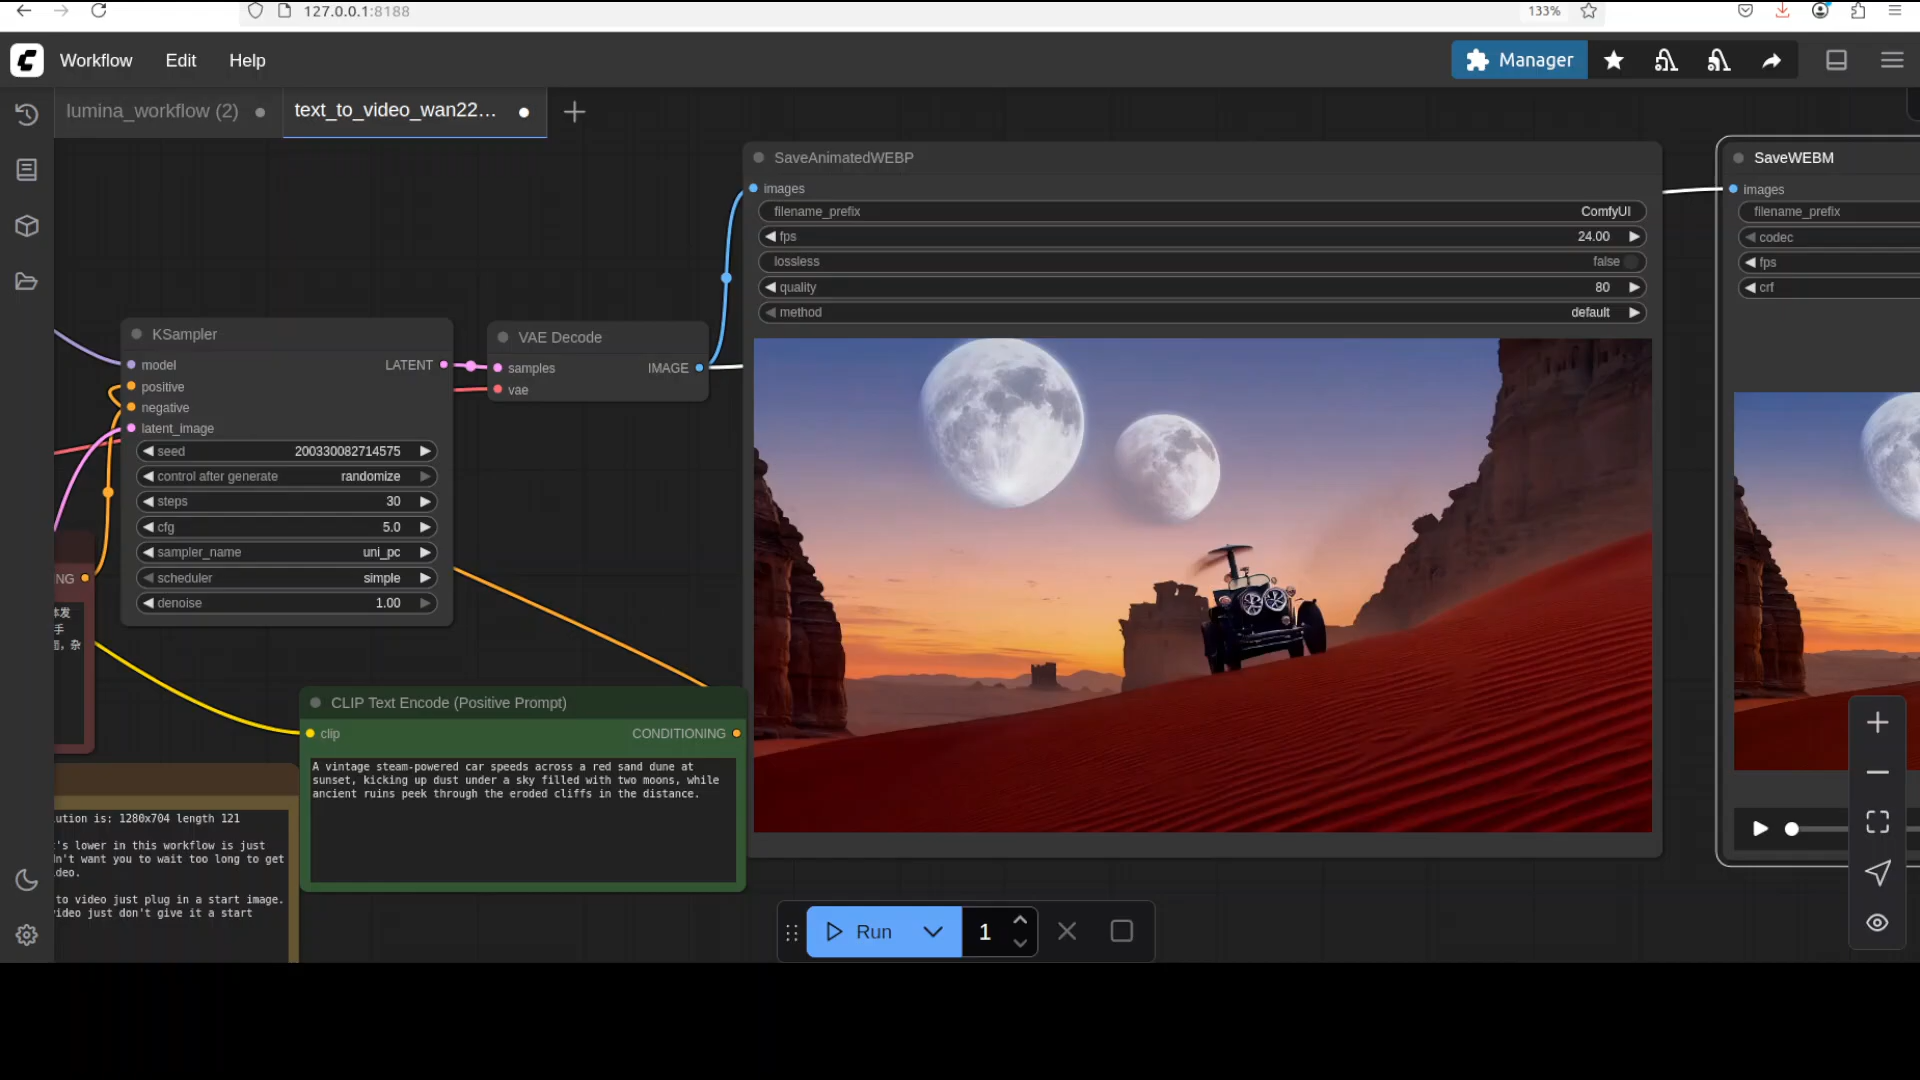 127.0.0.1:8188
133%
Workflow
Edit
Help
Manager
lumina_workflow (2)
text_to_video_wan22...
SaveAnimatedWEBP
images
filename_prefix ComfyUI
fps 24.00
lossless false
quality 80
method default
SaveWEBM
images
filename_prefix
codec
fps
crf
KSampler
model LATENT
positive
negative
latent_image
seed 200330082714575
control after generate randomize
steps 30
cfg 5.0
sampler_name uni_pc
scheduler simple
denoise 1.00
VAE Decode
samples IMAGE
vae
NG
体发
手
面，杂
CLIP Text Encode (Positive Prompt)
clip CONDITIONING
A vintage steam-powered car speeds across a red sand dune at
sunset, kicking up dust under a sky filled with two moons, while
ancient ruins peek through the eroded cliffs in the distance.
ution is: 1280x704 length 121
's lower in this workflow is just
n't want you to wait too long to get
deo.
to video just plug in a start image.
video just don't give it a start
Run
1